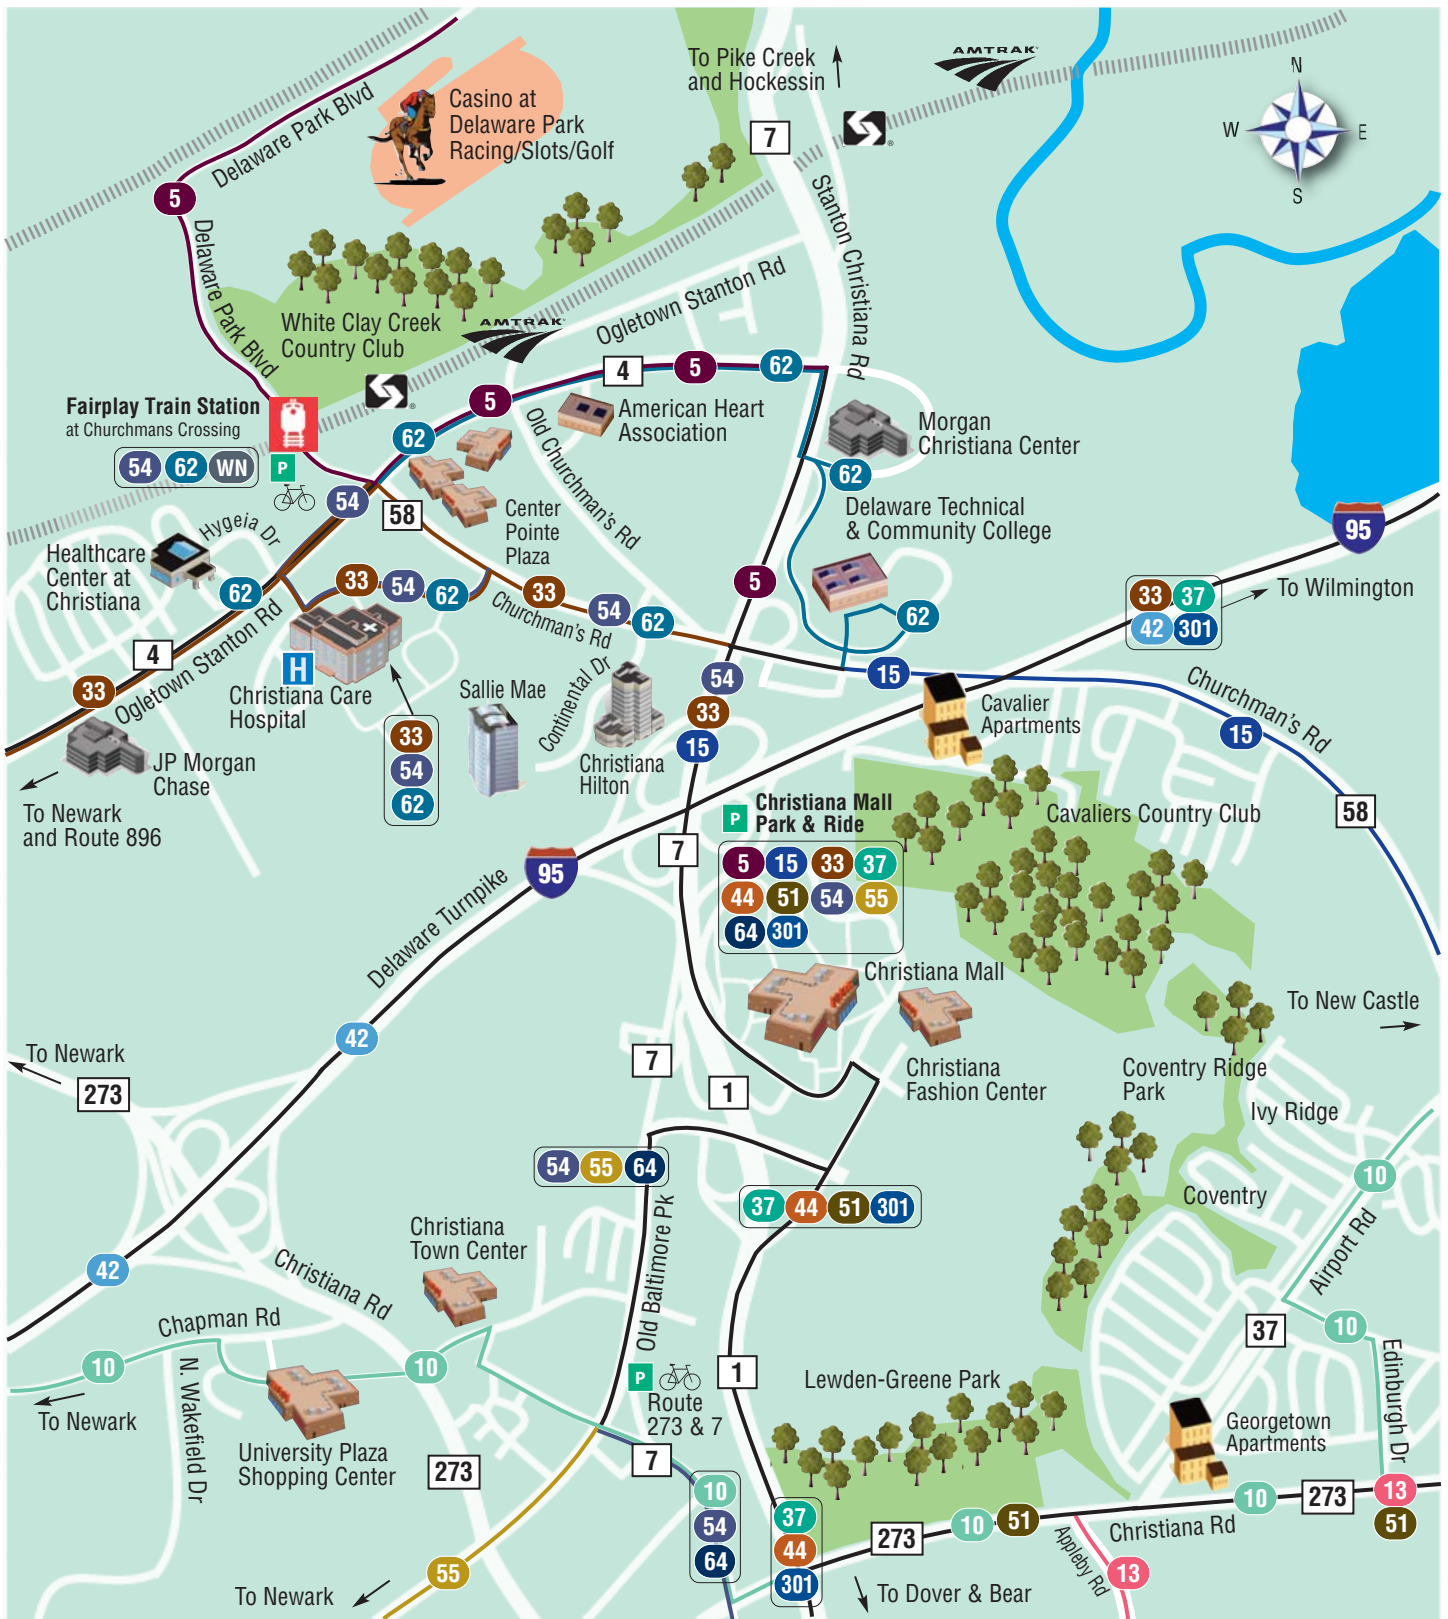 To Pike Creek
and Hockessin
AMTRAK
N
W
E
S
7
Delaware Park Blvd
Casino at
Delaware Park
Racing/Slots/Golf
5
Delaware Park Blvd
Stanton Christiana Rd
White Clay Creek
Country Club
AMTRAK
Ogletown Stanton Rd
4
5
62
5
62
Fairplay Train Station
at Churchmans Crossing
54 62 WN
P
American Heart
Association
Old Churchman's Rd
Morgan
Christiana Center
62
54
58
Center
Pointe
Plaza
Delaware Technical
& Community College
95
Hygeia Dr
Healthcare
Center at
Christiana
62
33
54
62
33
54
62
Churchman's Rd
5
62
33 37
42 301
To Wilmington
4
Ogletown Stanton Rd
33
H
Christiana Care
Hospital
Sallie Mae
Continental Dr
54
33
15
15
Cavalier
Apartments
Churchman's Rd
15
JP Morgan
Chase
33
54
62
Christiana
Hilton
To Newark
and Route 896
P
Christiana Mall
Park & Ride
5 15 33 37
44 51 54 55
64 301
Cavaliers Country Club
58
7
95
Delaware Turnpike
Christiana Mall
To New Castle
42
To Newark
273
7
1
Christiana
Fashion Center
Coventry Ridge
Park
Ivy Ridge
54 55 64
37 44 51 301
10
Coventry
Airport Rd
Christiana
Town Center
Old Baltimore Pk
42
Christiana Rd
Chapman Rd
37
10
10
10
To Newark
N. Wakefield Dr
P
Route
273 & 7
1
Lewden-Greene Park
Edinburgh Dr
Georgetown
Apartments
University Plaza
Shopping Center
273
7
10
54
64
37
44
301
273
10
51
Christiana Rd
10
273
13
51
Appleby Rd
13
55
To Newark
To Dover & Bear